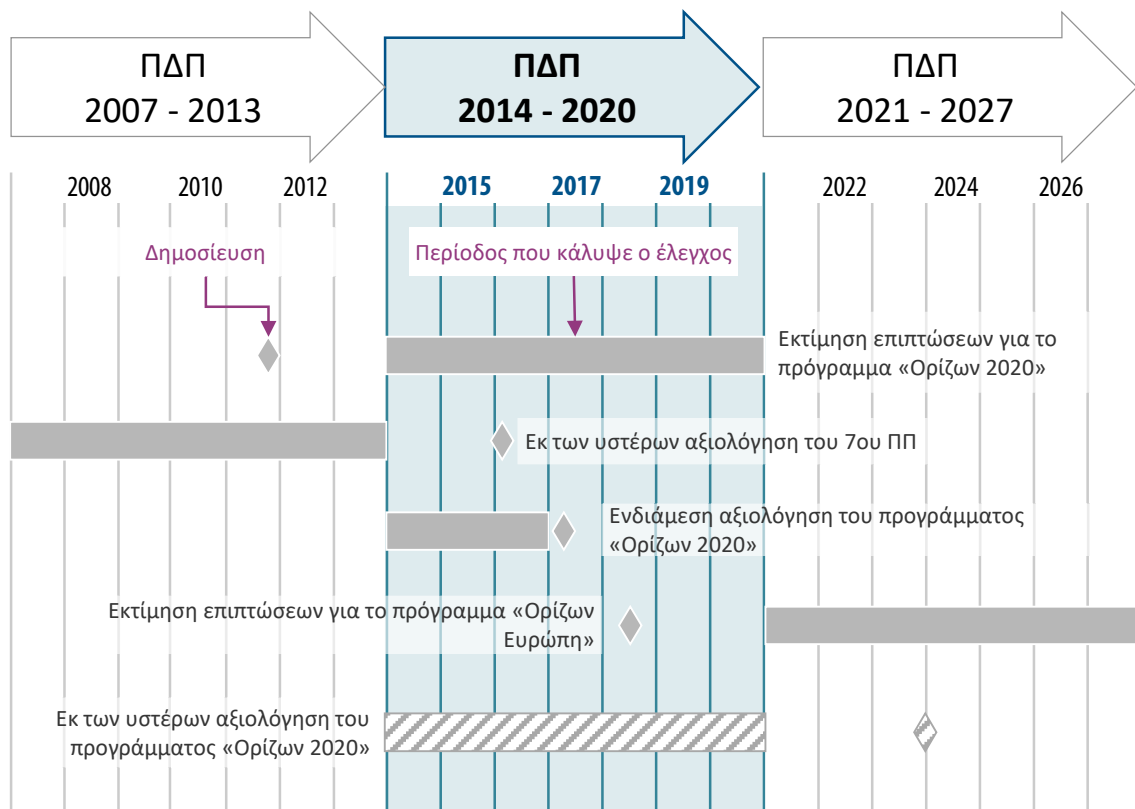 ΠΔΠ
2007 - 2013
ΠΔΠ
2014 - 2020
ΠΔΠ
2021 - 2027
2008 2010 2012 2015 2017 2019 2022 2024 2026
Δημοσίευση
Περίοδος που κάλυψε ο έλεγχος
Εκτίμηση επιπτώσεων για το
πρόγραμμα «Ορίζων 2020»
Εκ των υστέρων αξιολόγηση του 7ου ΠΠ
Ενδιάμεση αξιολόγηση του προγράμματος
«Ορίζων 2020»
Εκτίμηση επιπτώσεων για το πρόγραμμα «Ορίζων
Ευρώπη»
Εκ των υστέρων αξιολόγηση του
προγράμματος «Ορίζων 2020»